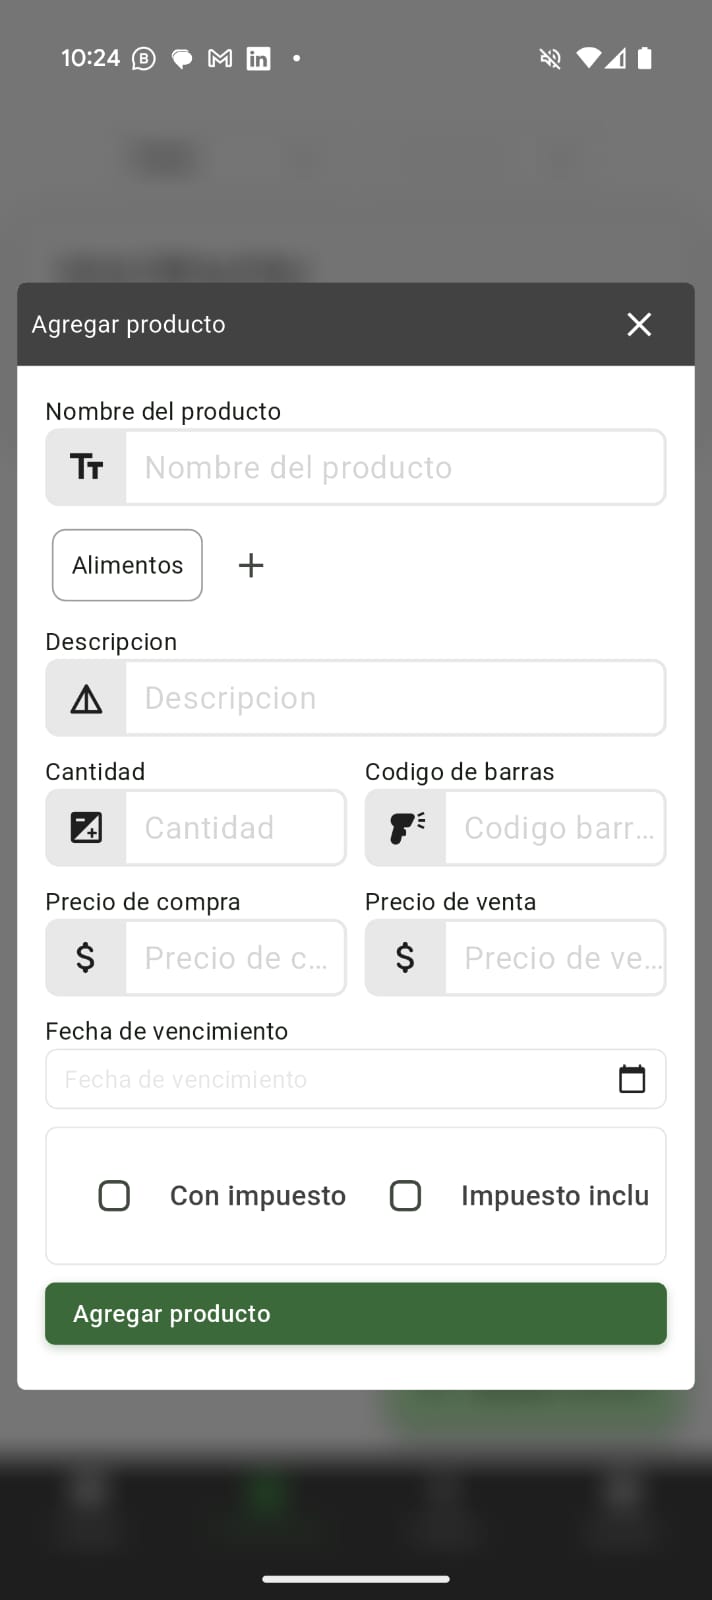 10:24
Agregar producto
Nombre del producto
Nombre del producto
Alimentos
Descripcion
Descripcion
Cantidad Codigo de barras
Cantidad Codigo barr...
Precio de compra Precio de venta
$ Precio de c... $ Precio de ve...
Fecha de vencimiento
Fecha de vencimiento
Con impuesto Impuesto inclu
Agregar producto